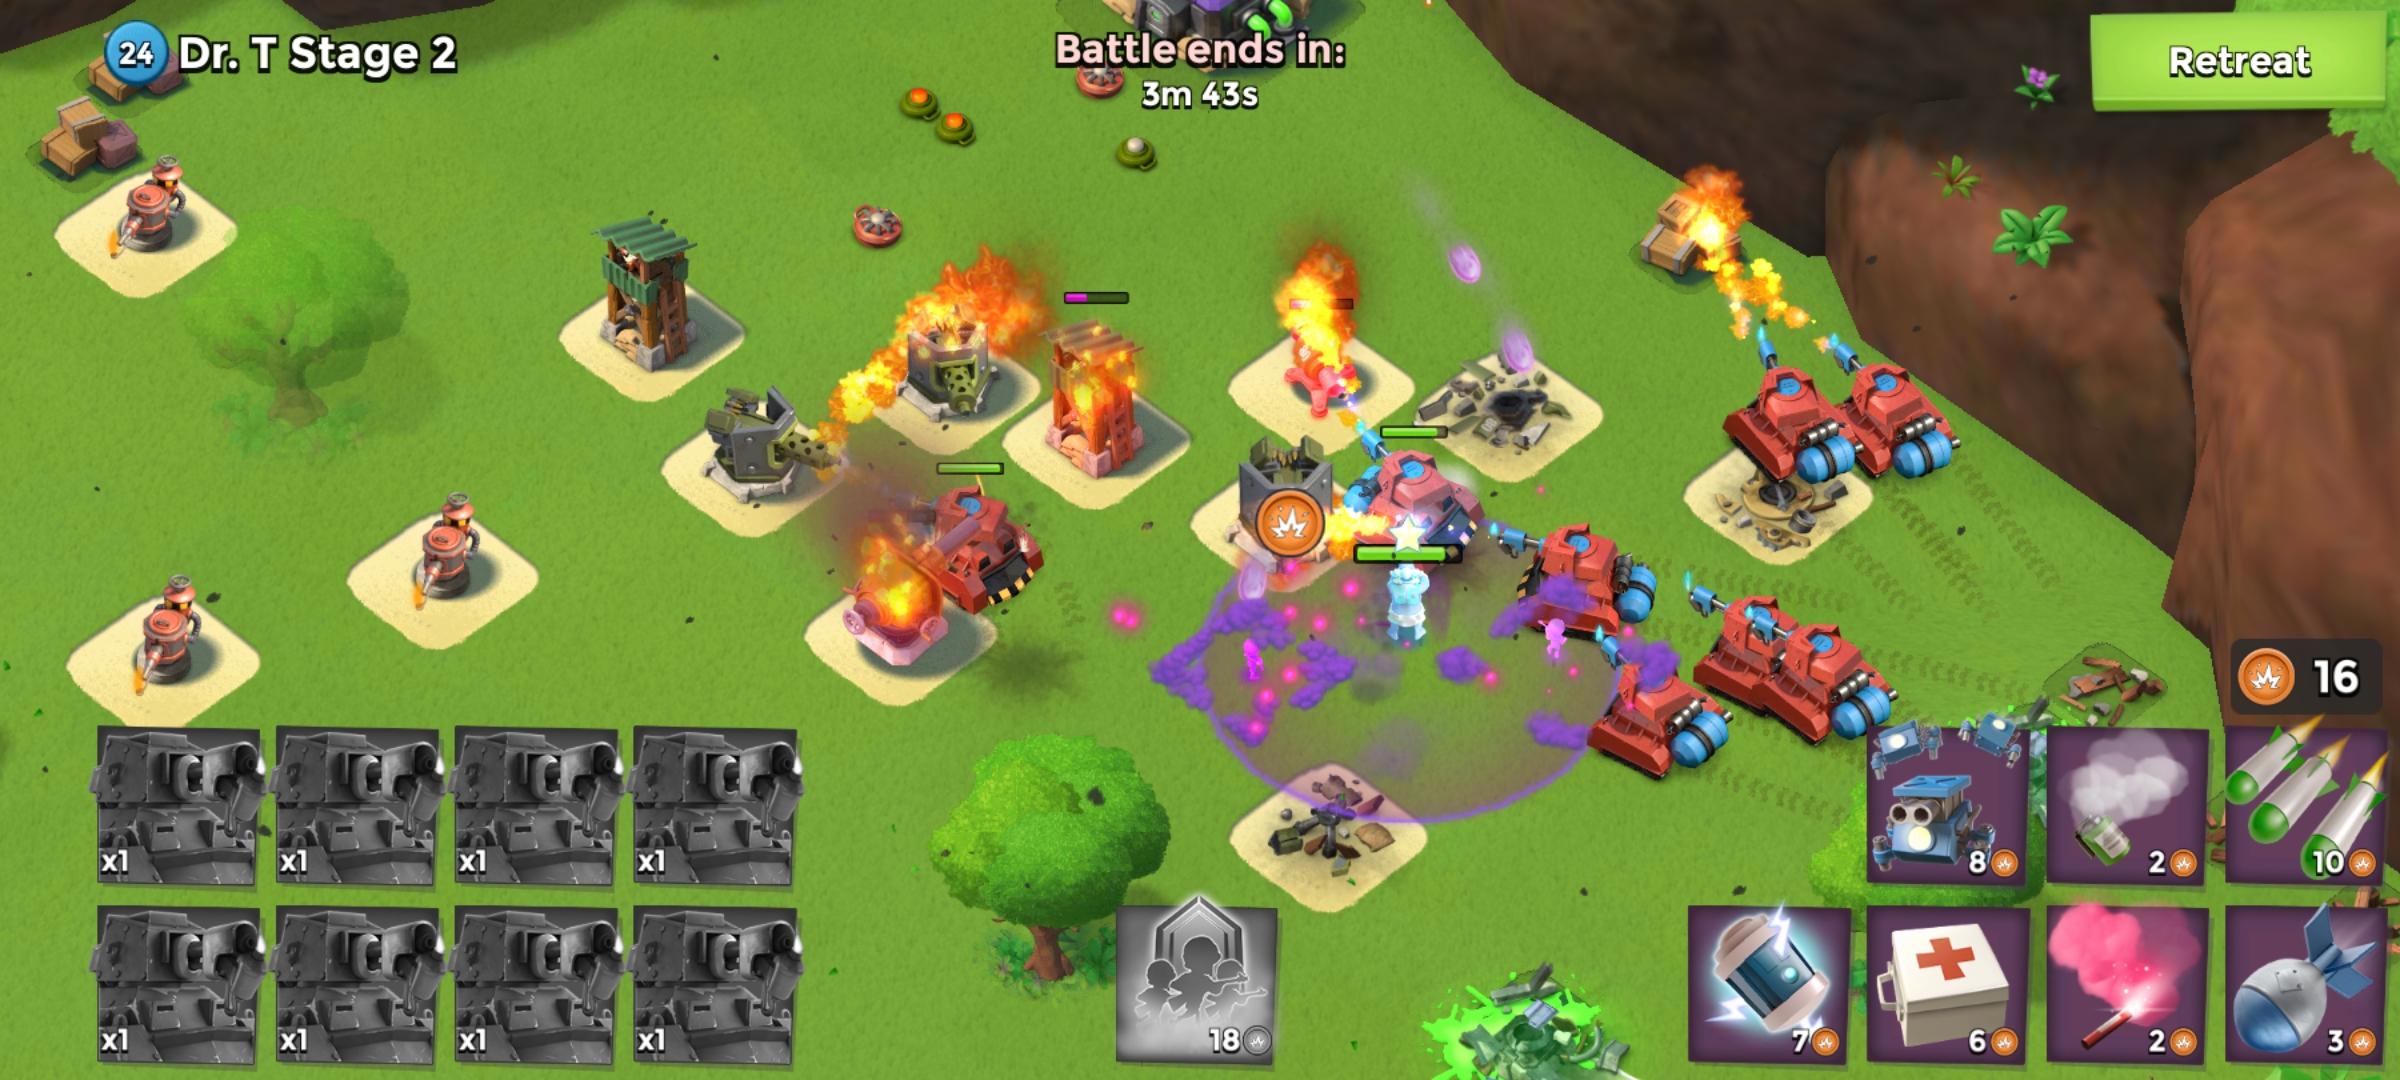 24 Dr. T Stage 2
Battle ends in:
3m 43s
Retreat
16
8
2
10
x1
x1
x1
x1
x1
x1
x1
x1
18
7
6
2
3